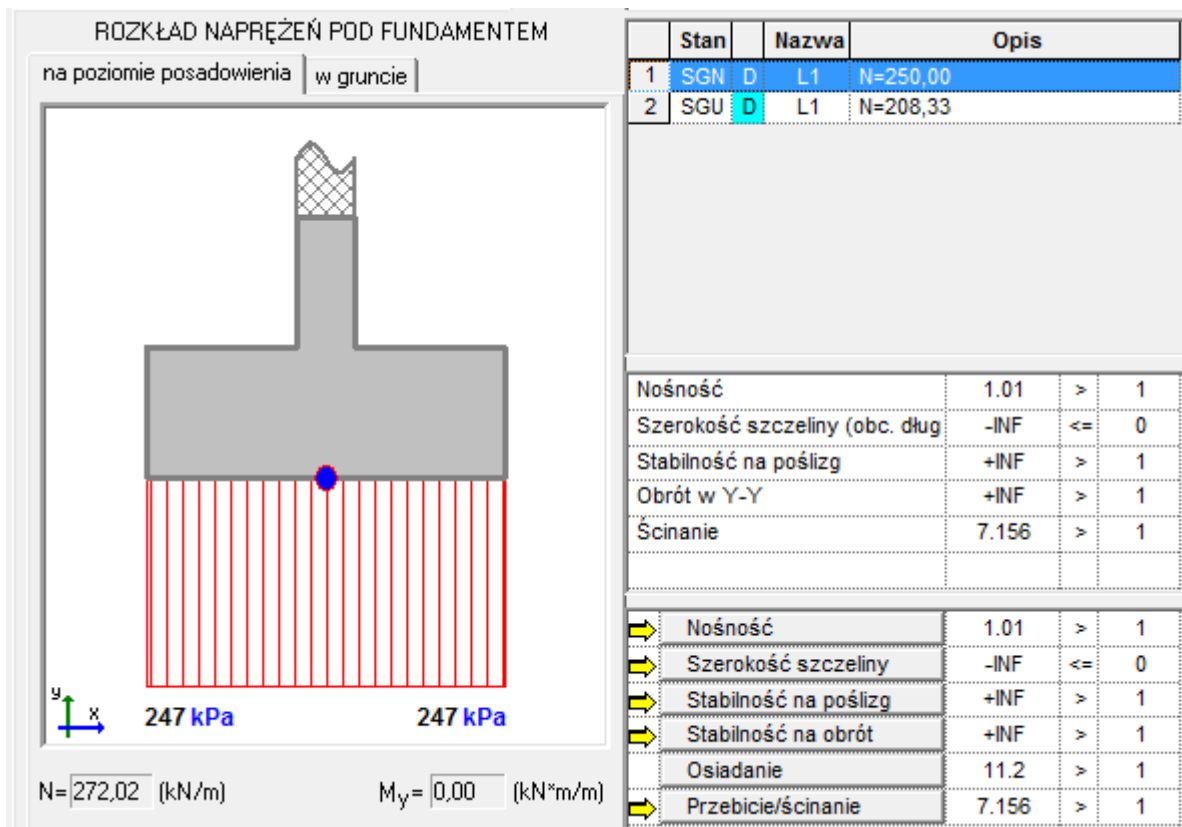 ROZKŁAD NAPRĘŻEŃ POD FUNDAMENTEM
na poziomie posadowienia w gruncie
y x
247 kPa 247 kPa
N= 272,02 (kN/m) My= 0,00 (kN*m/m)
Stan Nazwa Opis
1 SGN D L1 N=250,00
2 SGU D L1 N=208,33
Nośność 1.01 > 1
Szerokość szczeliny (obc. dług -INF <= 0
Stabilność na poślizg +INF > 1
Obrót w Y-Y +INF > 1
Ścinanie 7.156 > 1
Nośność 1.01 > 1
Szerokość szczeliny -INF <= 0
Stabilność na poślizg +INF > 1
Stabilność na obrót +INF > 1
Osiadanie 11.2 > 1
Przebicie/ścinanie 7.156 > 1